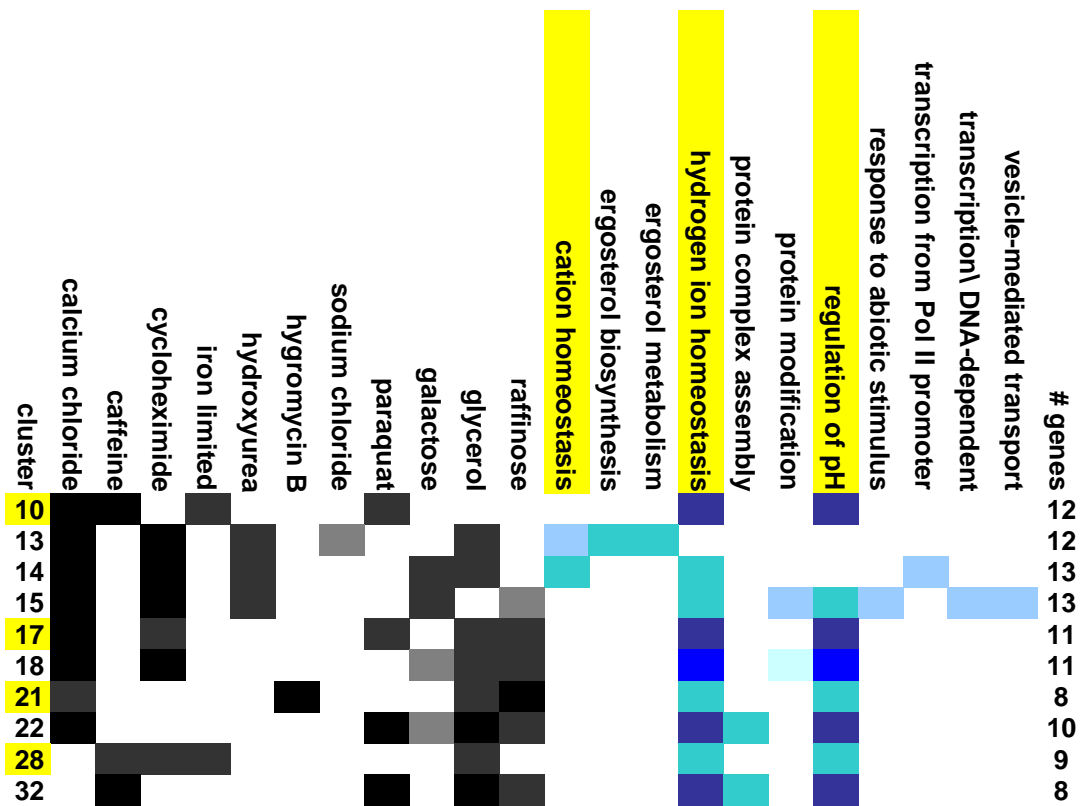 cluster
calcium chloride
caffeine
cycloheximide
iron limited
hydroxyurea
hygromycin B
sodium chloride
paraquat
galactose
glycerol
raffinose
cation homeostasis
ergosterol biosynthesis
ergosterol metabolism
hydrogen ion homeostasis
protein complex assembly
protein modification
regulation of pH
response to abiotic stimulus
transcription from Pol II promoter
transcription\ DNA-dependent
vesicle-mediated transport
# genes
10 12
13 12
14 13
15 13
17 11
18 11
21 8
22 10
28 9
32 8